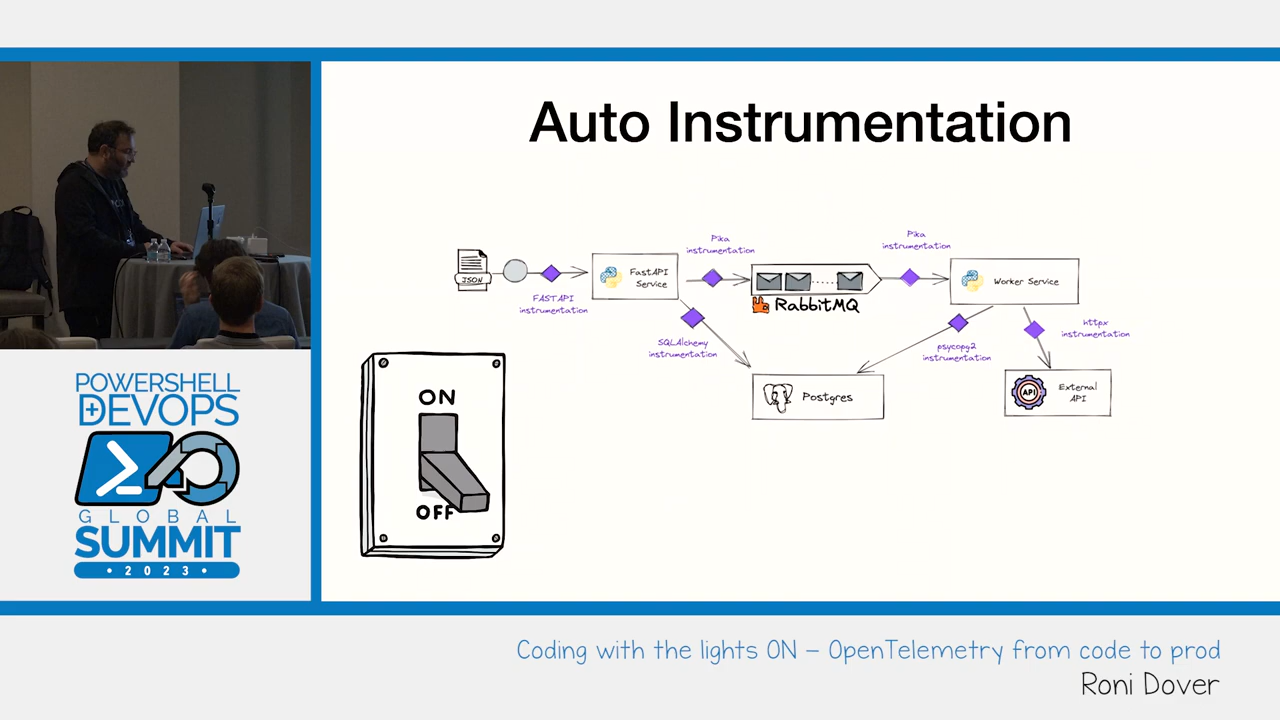 Auto Instrumentation
Pika
instrumentation
Pika
instrumentation
JSON
FastAPI
Service
Worker Service
FASTAPI
instrumentation
RabbitMQ
SQLAlchemy
instrumentation
psycopg2
instrumentation
httpx
instrumentation
Postgres
API
External
API
ON
OFF
POWERSHELL
+DEVOPS
GLOBAL
SUMMIT
• 2023 •
Coding with the lights ON – OpenTelemetry from code to prod
Roni Dover